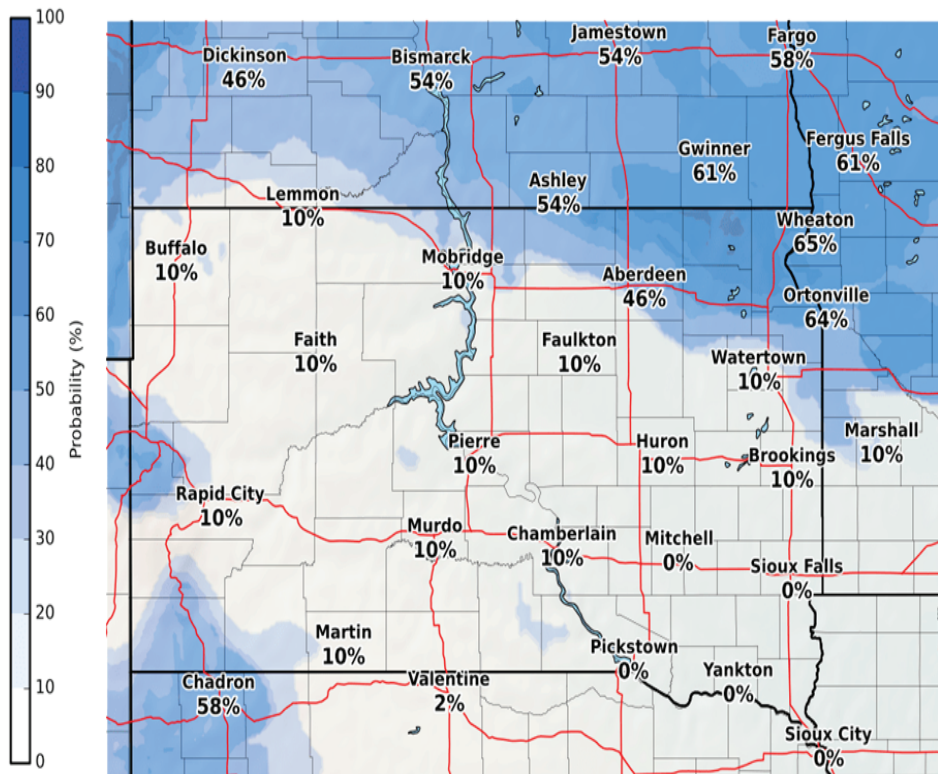 100
90
80
70
60
50
40
30
20
10
0
Probability (%)
Dickinson
46%
Bismarck
54%
Jamestown
54%
Fargo
58%
Gwinner
61%
Fergus Falls
61%
Ashley
54%
Lemmon
10%
Wheaton
65%
Buffalo
10%
Mobridge
10%
Aberdeen
46%
Ortonville
64%
Faith
10%
Faulkton
10%
Watertown
10%
Pierre
10%
Huron
10%
Brookings
10%
Marshall
10%
Rapid City
10%
Murdo
10%
Chamberlain
10%
Mitchell
0%
Sioux Falls
0%
Martin
10%
Pickstown
0%
Chadron
58%
Valentine
2%
Yankton
0%
Sioux City
0%